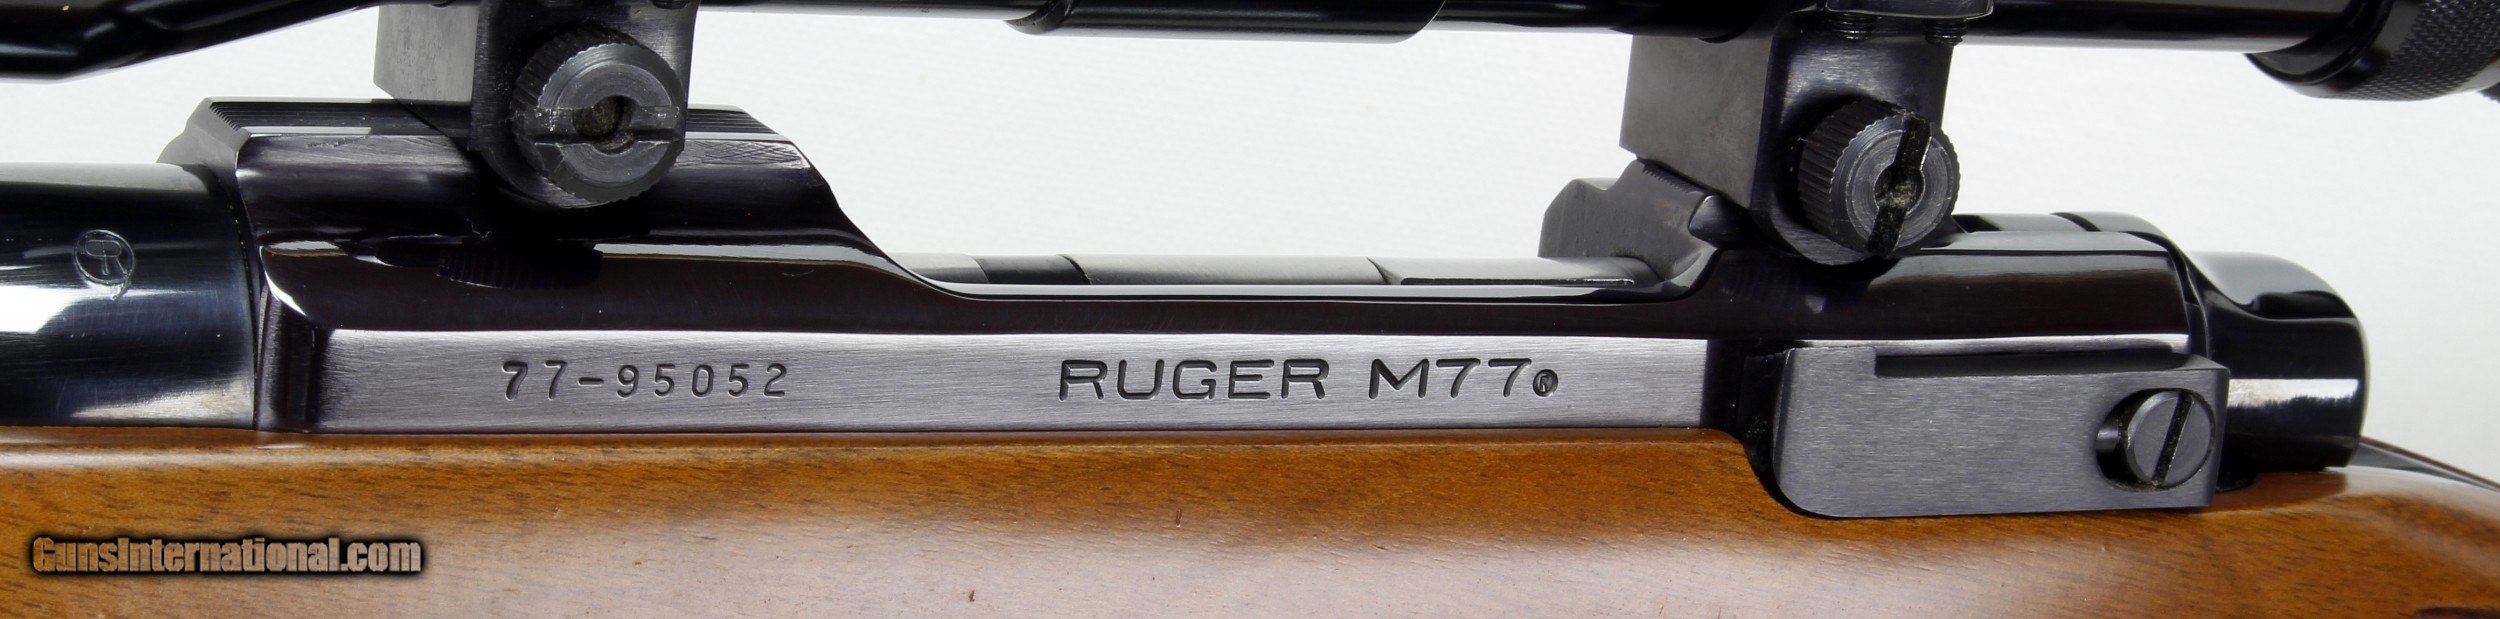 77-95052 RUGER M77®
GunsInternational.com